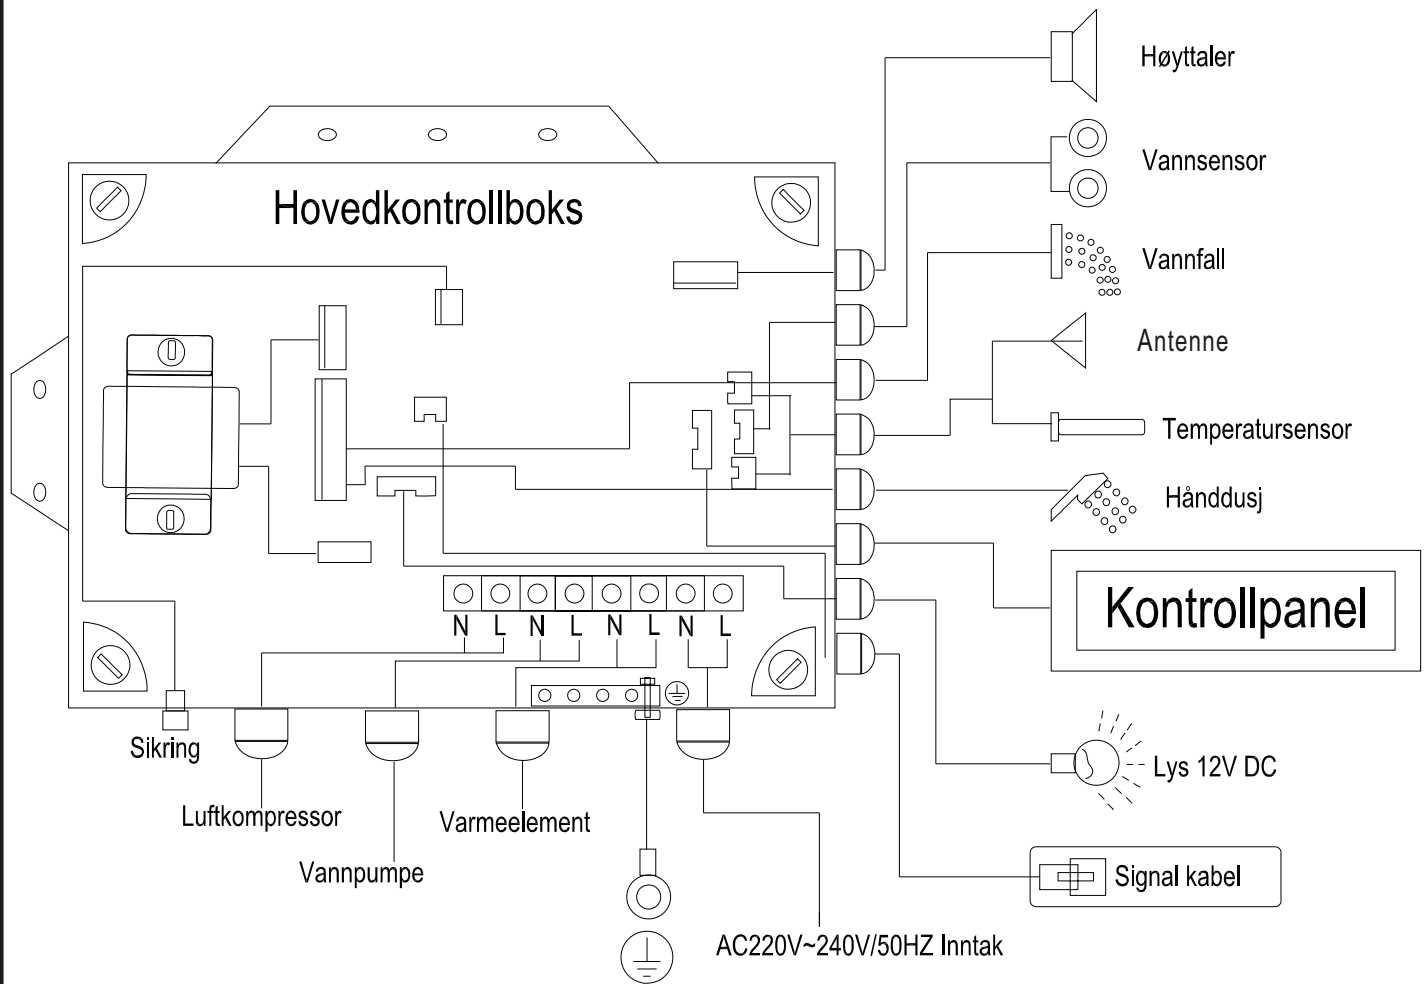 Høyttaler
Vannsensor
Hovedkontrollboks
Vannfall
Antenne
Temperatursensor
Hånddusj
Kontrollpanel
N L N L N L N L
Sikring
Lys 12V DC
Luftkompressor
Varmeelement
Vannpumpe
Signal kabel
AC220V~240V/50HZ Inntak